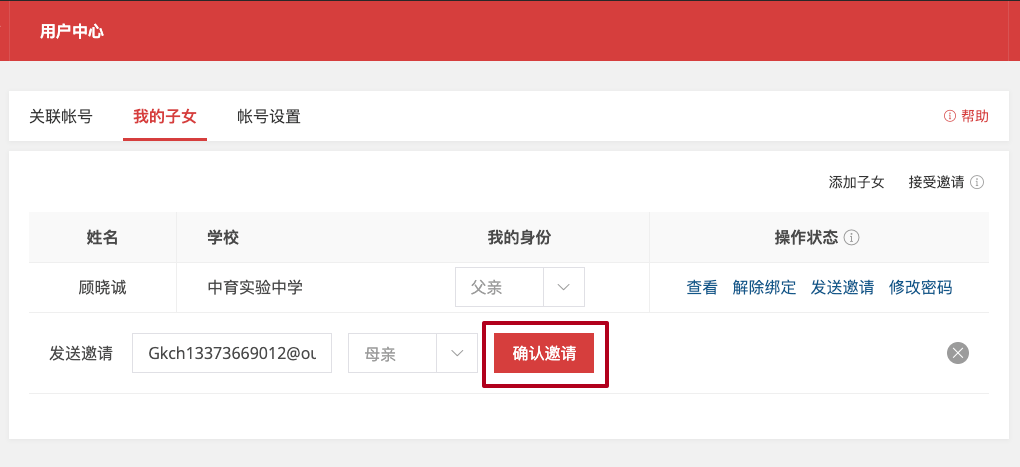 用户中心
关联帐号 我的子女 帐号设置 帮助
添加子女 接受邀请
姓名 学校 我的身份 操作状态
顾晓诚 中育实验中学 父亲 查看 解除绑定 发送邀请 修改密码
发送邀请 Gkch13373669012@ou 母亲 确认邀请